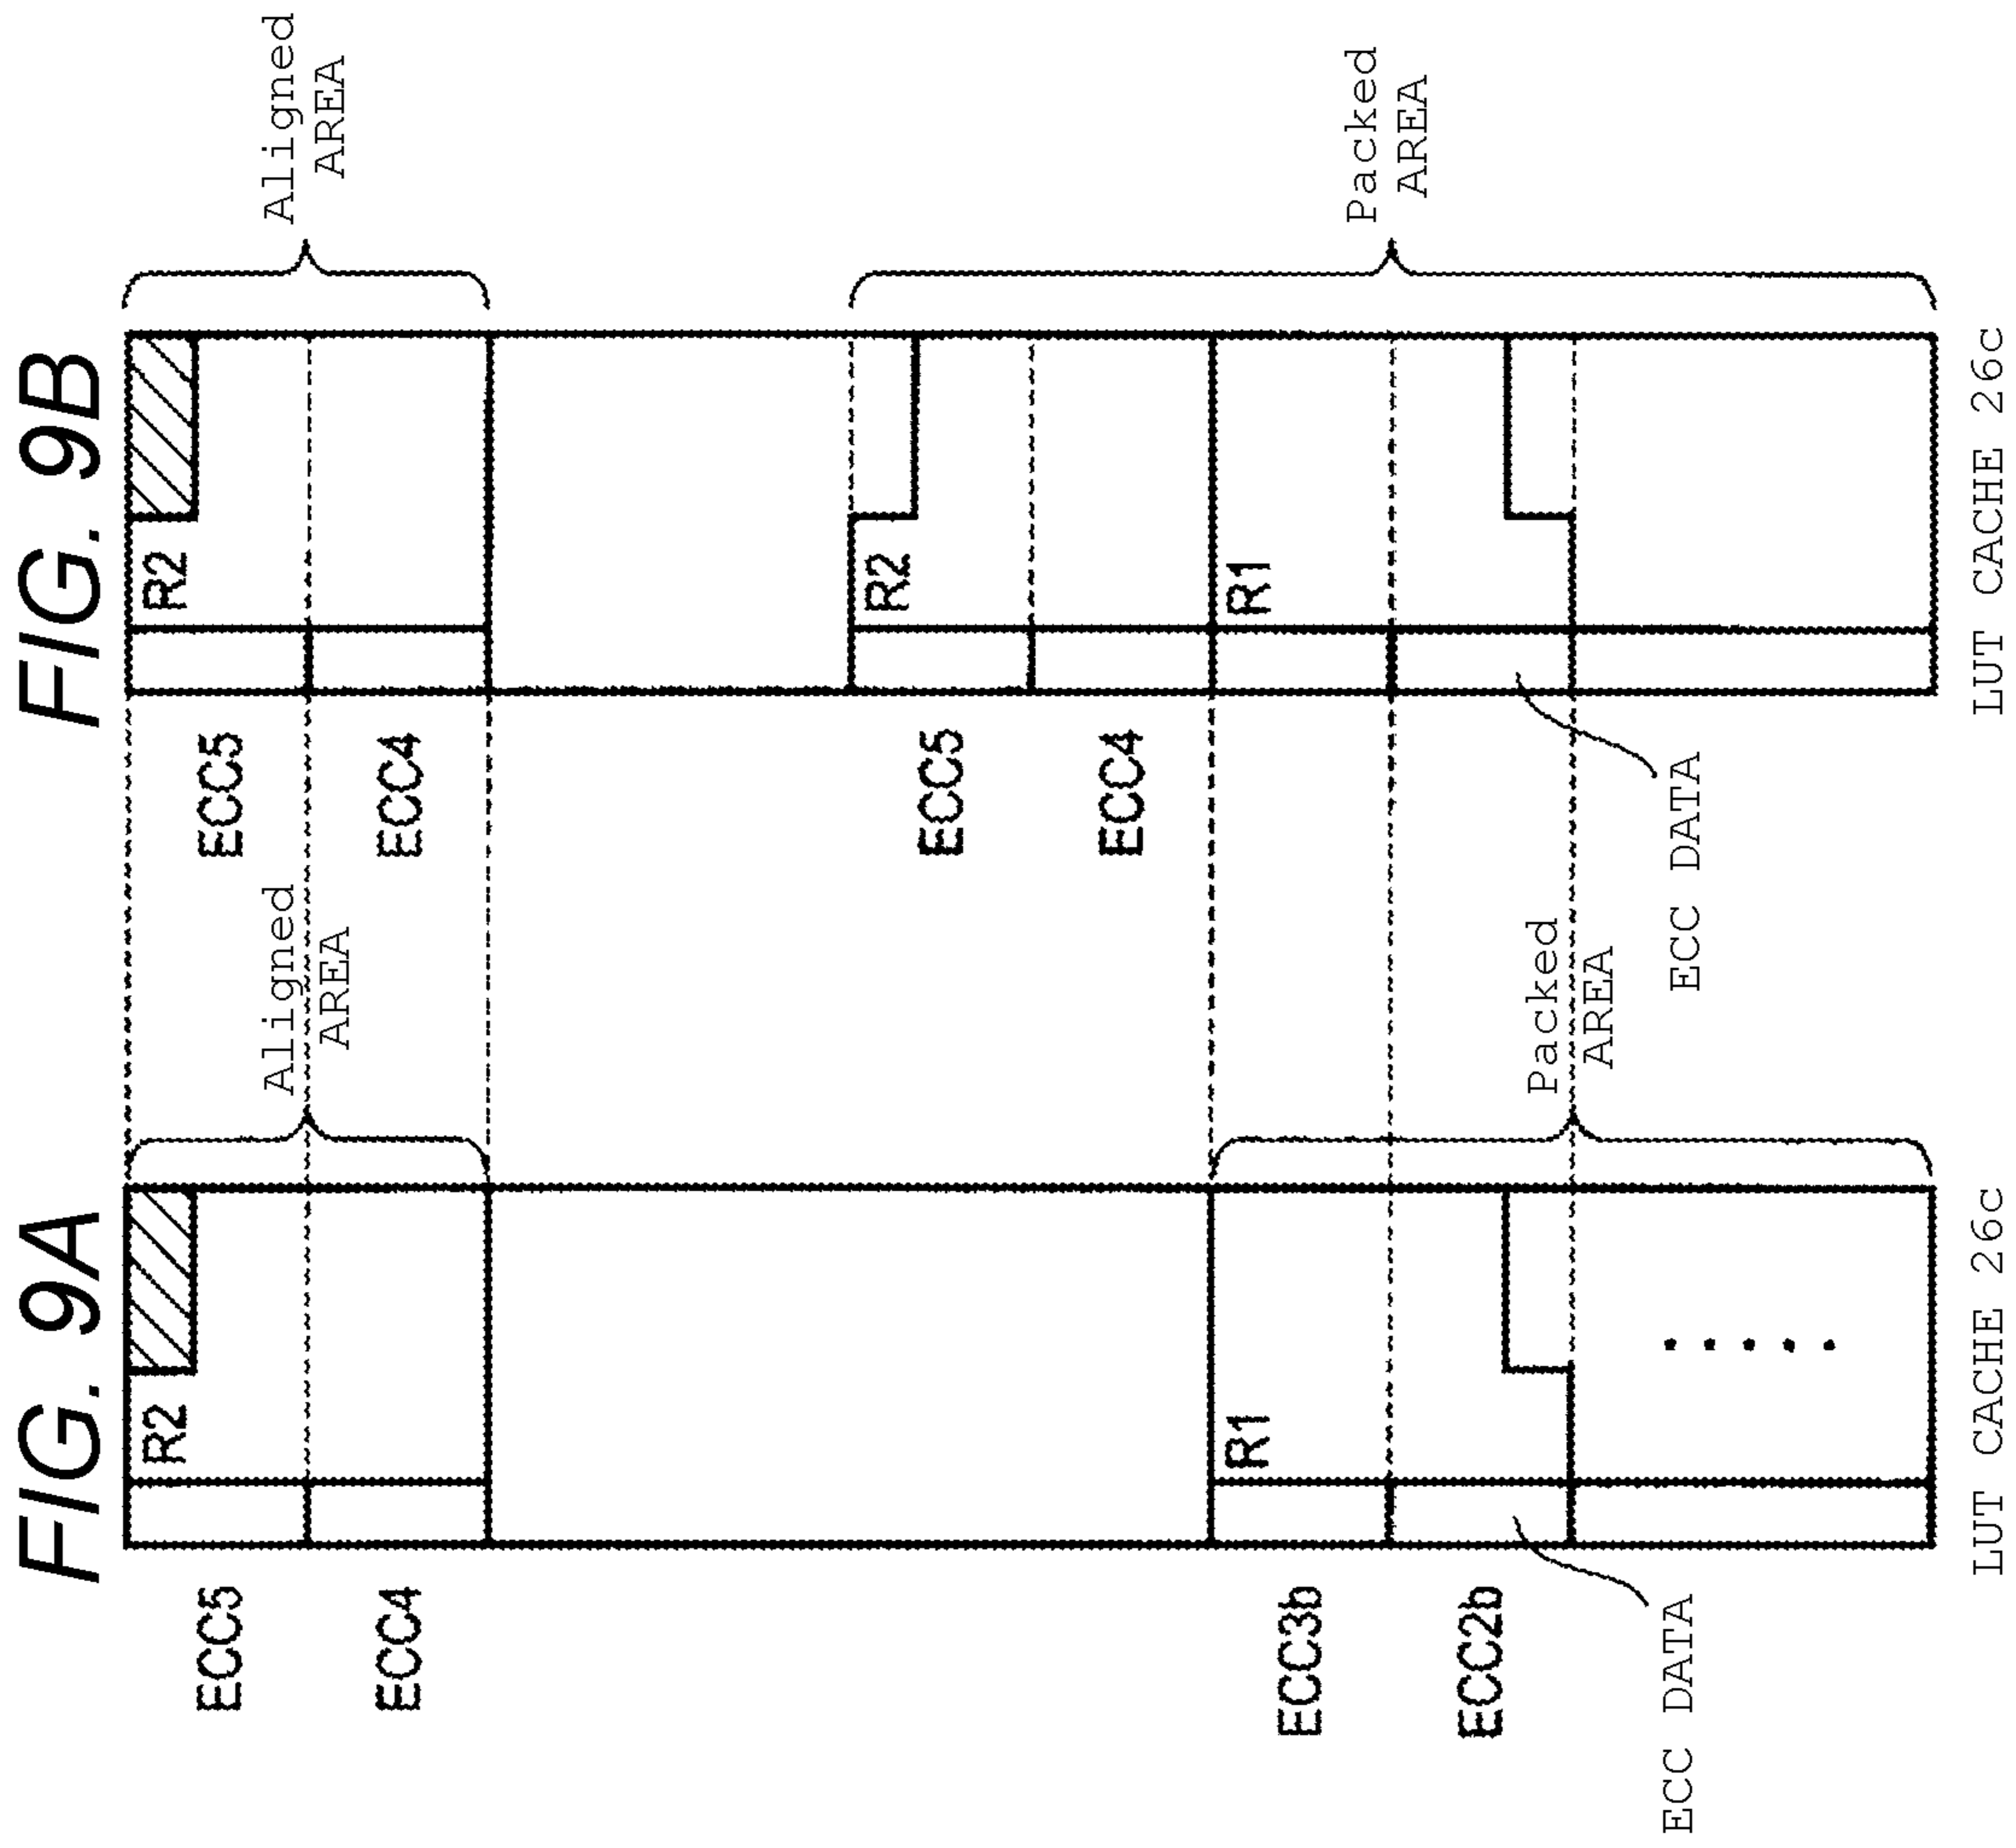 FIG. 9A
ECC5
ECC4
R2
Aligned
AREA
ECC3b
ECC2b
R1
Packed
AREA
ECC DATA
LUT CACHE 26c
FIG. 9B
ECC5
ECC4
R2
Aligned
AREA
ECC5
ECC4
R2
R1
Packed
AREA
ECC DATA
LUT CACHE 26c